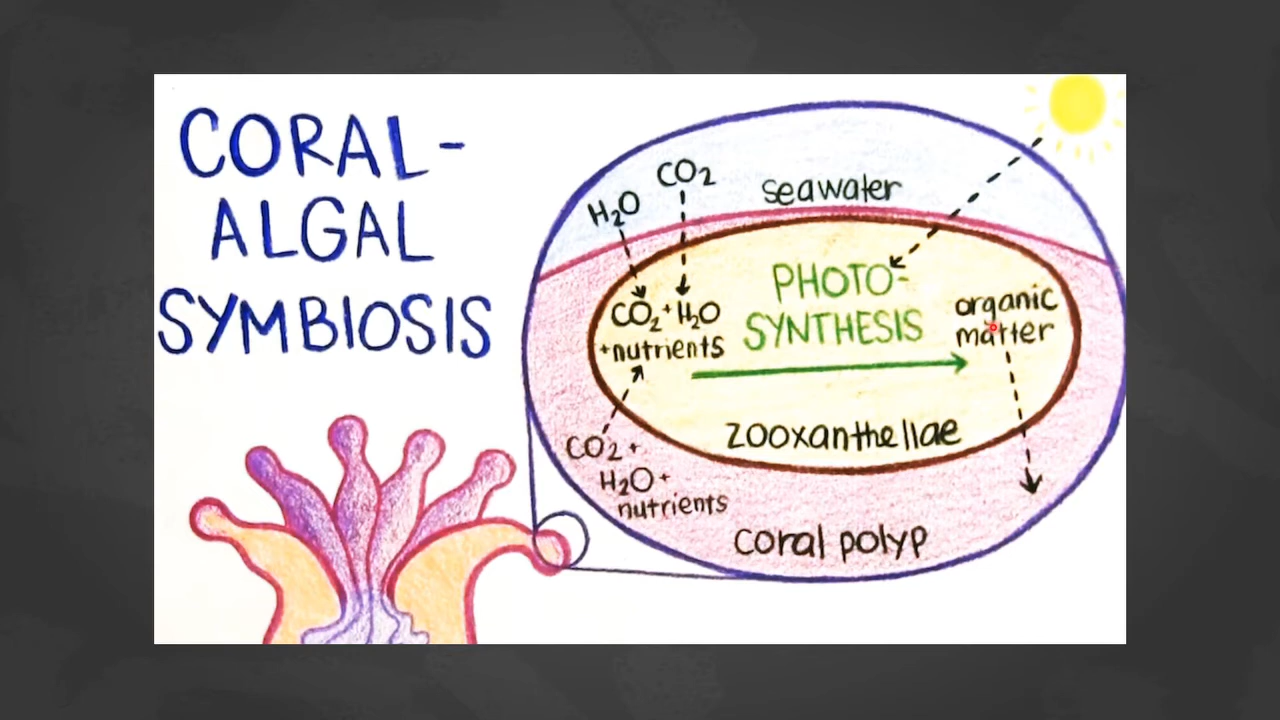 CORAL-
ALGAL
SYMBIOSIS
H₂O
CO₂
seawater
CO₂+H₂O
+nutrients
PHOTO-
SYNTHESIS
organic
matter
zooxanthellae
CO₂+
H₂O+
nutrients
coral polyp